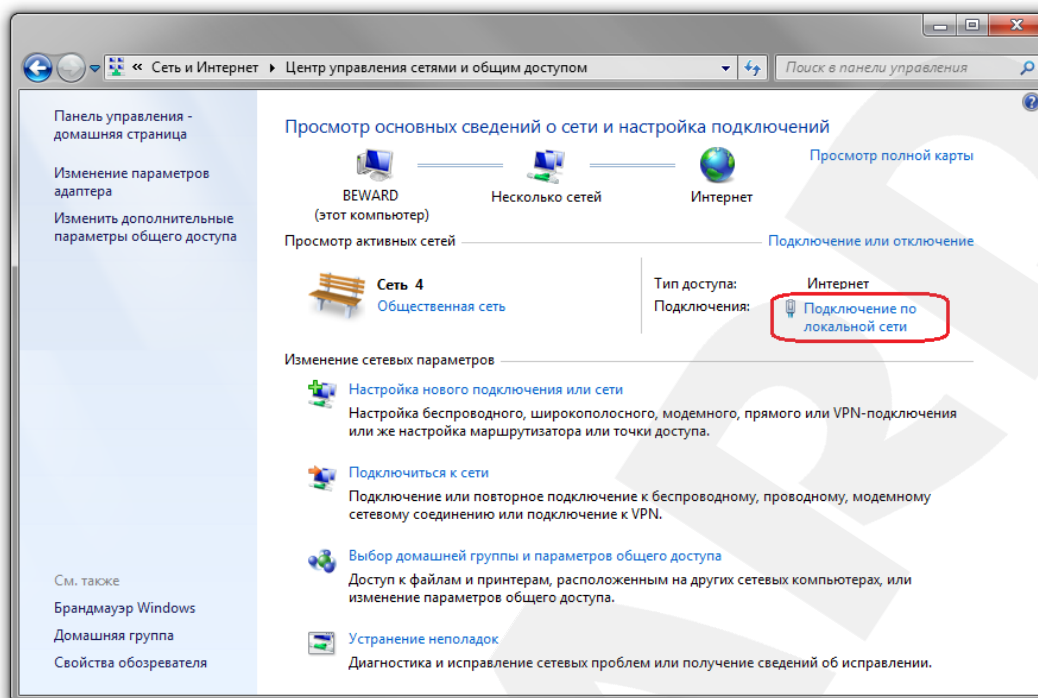 « Сеть и Интернет ▸ Центр управления сетями и общим доступом
Поиск в панели управления
Панель управления -
домашняя страница
Изменение параметров
адаптера
Изменить дополнительные
параметры общего доступа
Просмотр основных сведений о сети и настройка подключений
Просмотр полной карты
BEWARD
(этот компьютер)
Несколько сетей
Интернет
Просмотр активных сетей
Подключение или отключение
Сеть 4
Общественная сеть
Тип доступа: Интернет
Подключения: Подключение по
локальной сети
Изменение сетевых параметров
Настройка нового подключения или сети
Настройка беспроводного, широкополосного, модемного, прямого или VPN-подключения
или же настройка маршрутизатора или точки доступа.
Подключиться к сети
Подключение или повторное подключение к беспроводному, проводному, модемному
сетевому соединению или подключение к VPN.
Выбор домашней группы и параметров общего доступа
Доступ к файлам и принтерам, расположенным на других сетевых компьютерах, или
изменение параметров общего доступа.
Устранение неполадок
Диагностика и исправление сетевых проблем или получение сведений об исправлении.
См. также
Брандмауэр Windows
Домашняя группа
Свойства обозревателя